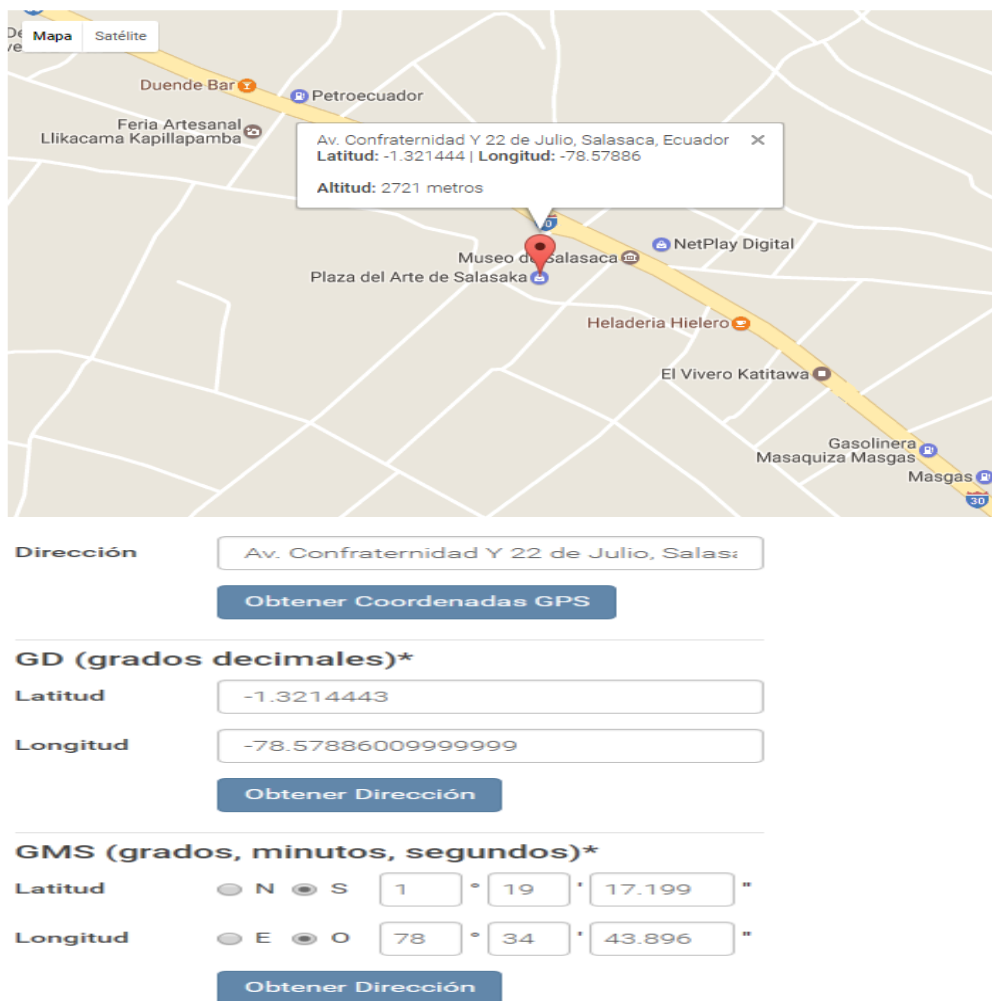 Mapa Satélite
Duende Bar
Petroecuador
Feria Artesanal
Llikacama Kapillapamba
Av. Confraternidad Y 22 de Julio, Salasaca, Ecuador ×
Latitud: -1.321444 | Longitud: -78.57886
Altitud: 2721 metros
NetPlay Digital
Museo de Salasaca
Plaza del Arte de Salasaka
Heladeria Hielero
El Vivero Katitawa
Gasolinera
Masaquiza Masgas
Masgas
30
Dirección Av. Confraternidad Y 22 de Julio, Salasa
Obtener Coordenadas GPS
GD (grados decimales)*
Latitud -1.3214443
Longitud -78.57886009999999
Obtener Dirección
GMS (grados, minutos, segundos)*
Latitud N S 1 ° 19 ' 17.199 "
Longitud E O 78 ° 34 ' 43.896 "
Obtener Dirección